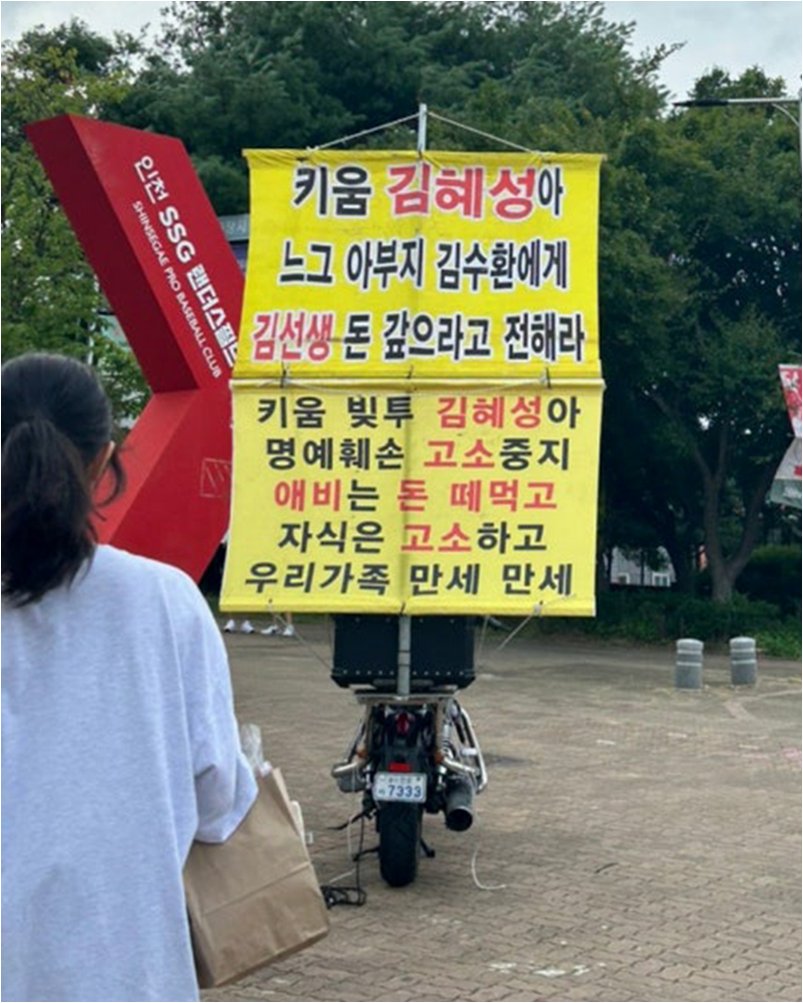 인천 SSG 랜더스필드
SHINSEGAE PRO BASEBALL CLUB
키움 김혜성아
느그 아부지 김수환에게
김선생 돈 갚으라고 전해라
키움 빚투 김혜성아
명예훼손 고소중지
애비는 돈 떼먹고
자식은 고소하고
우리가족 만세 만세
7333